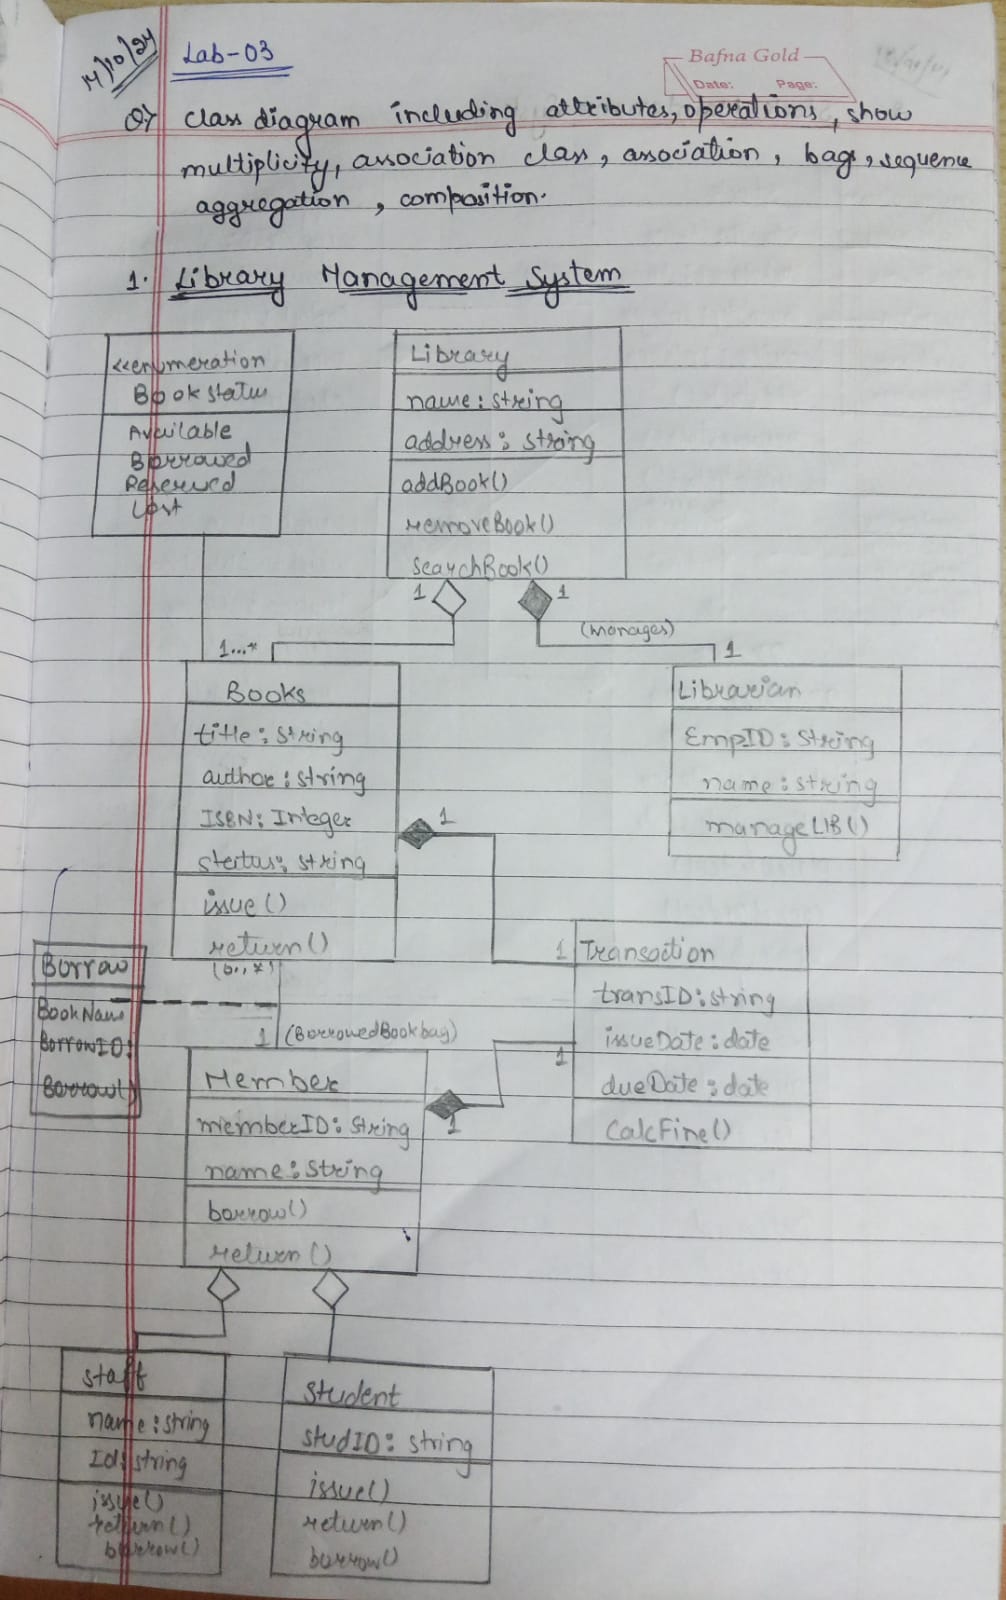 14/10/24
Lab-03
Bafna Gold
Date: Page:
Q) class diagram including attributes, operations, show
multiplicity, association class, association, bags, sequence
aggregation, composition.
1. Library Management System
<<enumeration
Book status
Available
Borrowed
Reserved
Lost
Library
name: string
address: string
addBook()
removeBook()
searchBook()
1
1
(manages)
1...*
1
Books
title: string
author: string
ISBN: Integer
status: string
issue()
return()
1
Librarian
EmpID: String
name: string
manageLIB()
(0..*)
Borrow
BookName
BorrowID:
Borrow()
1 (BorrowedBookbag)
1
Transaction
transID: string
issueDate: date
dueDate: date
CalcFine()
1
Member
memberID: String
name: String
borrow()
return()
1
Staff
name: string
Id: string
issue()
return()
borrow()
Student
studID: string
issue()
return()
borrow()